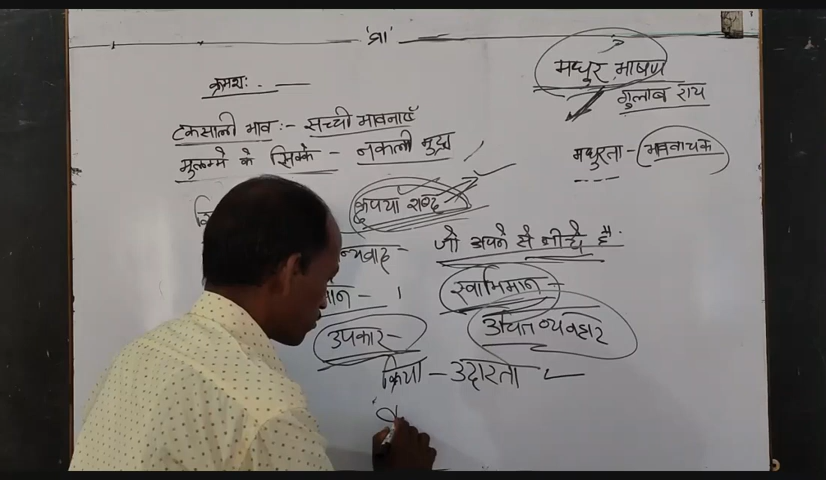 'ब्रा'
मधुर भाषण
गुलाब राय
क्रमशः
टकसाली भाव :- सच्ची भावनाएँ
मुलम्मे के सिक्के - नकली मुद्रा
मधुरता - भाववाचक
कृपया शब्द
न्यवाद - जो अपने से नीचे है
मान - स्वाभिमान -
उपकार - उचित व्यवहार
क्रिया - उदारता